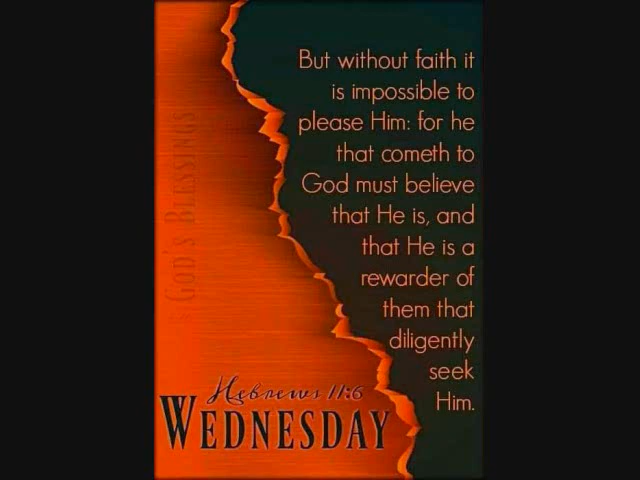 But without faith it
is impossible to
please Him: for he
that cometh to
God must believe
that He is, and
that He is a
rewarder of
them that
diligently
seek
Him.
God's Blessings
Hebrews 11:6
Wednesday